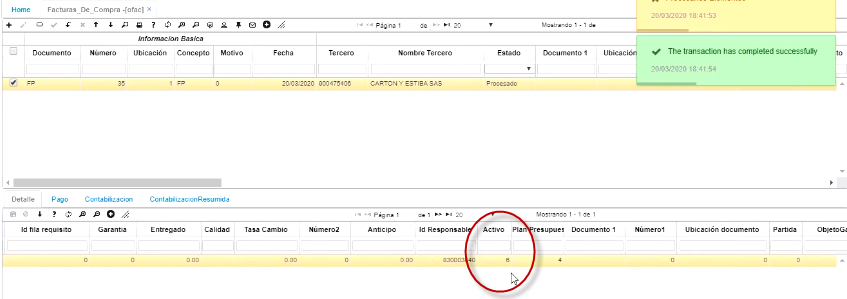 Home Facturas_De_Compra -[ofac] ×
20/03/2020 18:41:53
The transaction has completed successfully
20/03/2020 18:41:54
Página 1 de 20 Mostrando 1 - 1 de
Informacion Basica
Documento Número Ubicación Concepto Motivo Fecha Tercero Nombre Tercero Estado Documento 1
FP 35 1 FP 0 20/03/2020 CARTON Y ESTIBA SAS Procesado
Detalle Pago Contabilizacion ContabilizacionResumida
Página 1 de 1 20 Mostrando 1 - 1 de 1
Id fila requisito Garantia Entregado Calidad Tasa Cambio Número2 Anticipo Id Responsable Activo Plan Presupues Documento 1 Número1 Ubicación documento Partida ObjetoGa
0 0 0.00 0.00 0 0.00 6 4 0 0 0